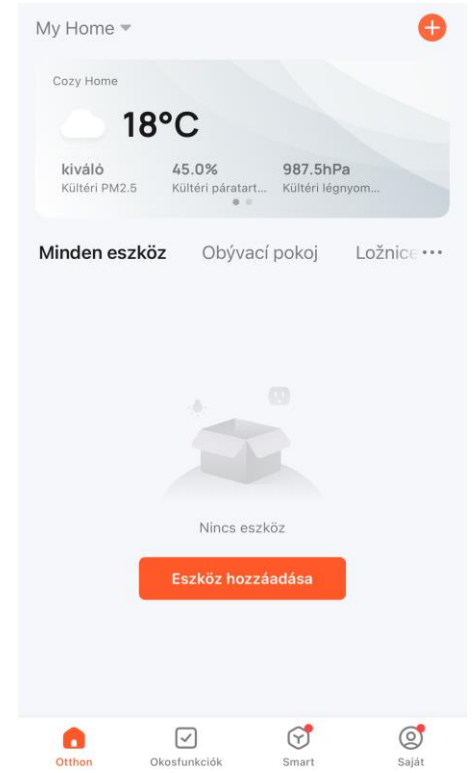 My Home
Cozy Home
18°C
kiváló 45.0% 987.5hPa
Kültéri PM2.5 Kültéri páratart... Kültéri légnyom...
Minden eszköz Obývací pokoj Ložnice
Nincs eszköz
Eszköz hozzáadása
Otthon Okosfunkciók Smart Saját